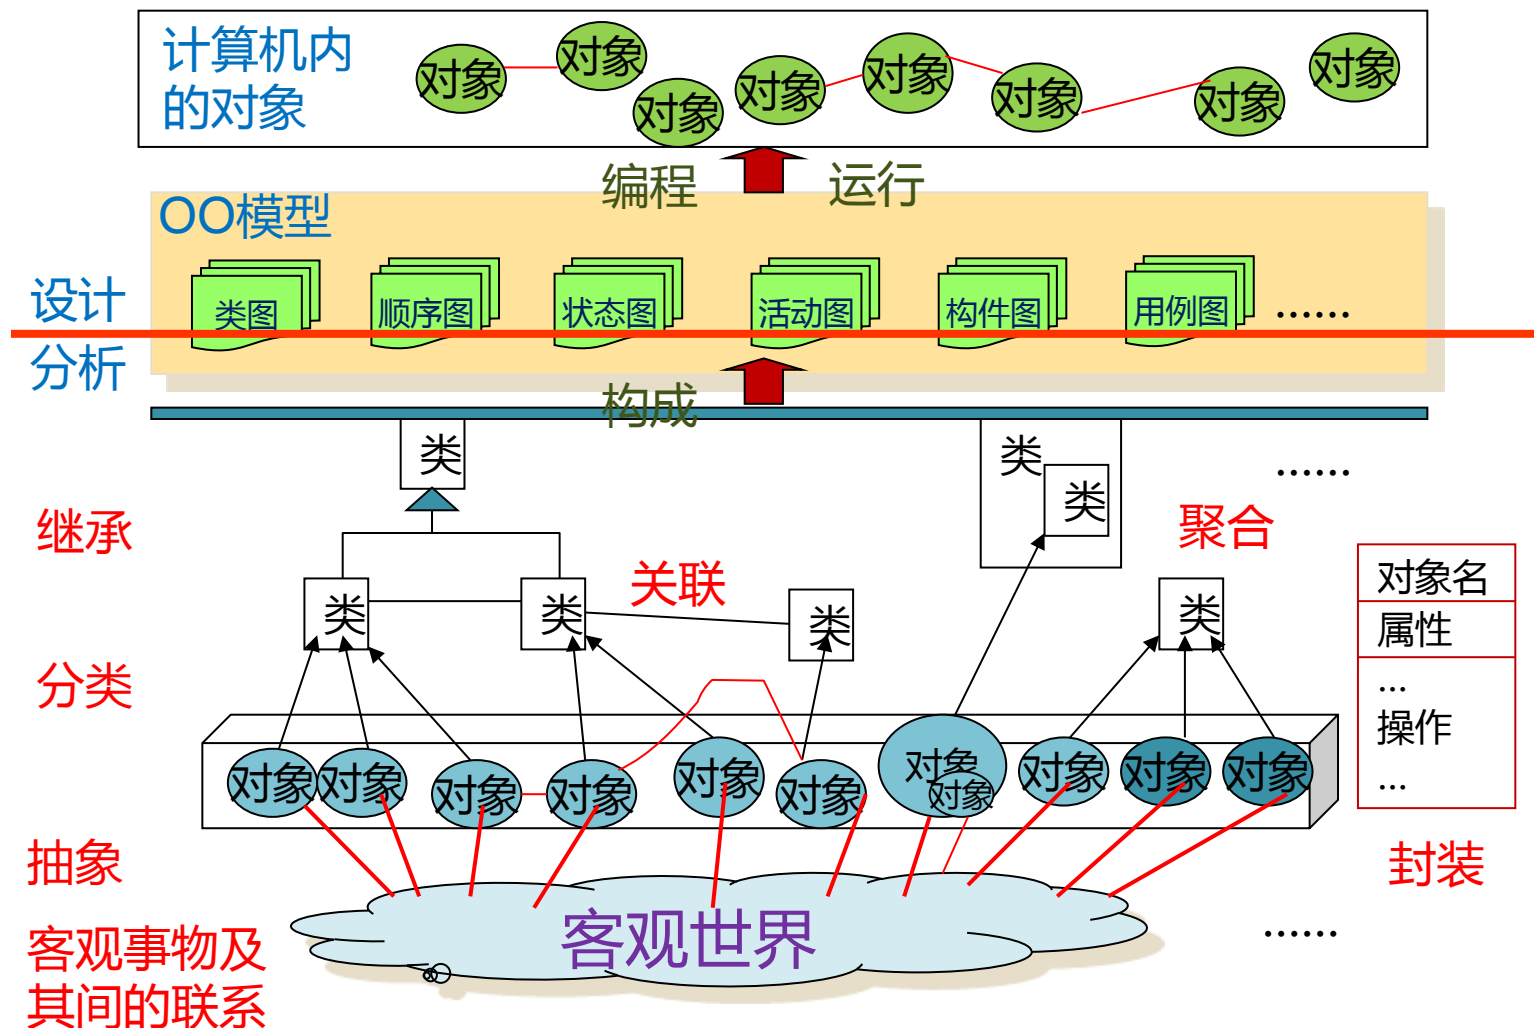 计算机内
的对象
对象
对象
对象
对象
对象
对象
对象
对象
编程
运行
OO模型
设计
类图
顺序图
状态图
活动图
构件图
用例图
......
分析
构成
类
类
类
......
继承
聚合
关联
类
类
类
类
对象名
属性
...
操作
...
分类
对象
对象
对象
对象
对象
对象
对象
对象
对象
对象
对象
抽象
封装
客观世界
......
客观事物及
其间的联系